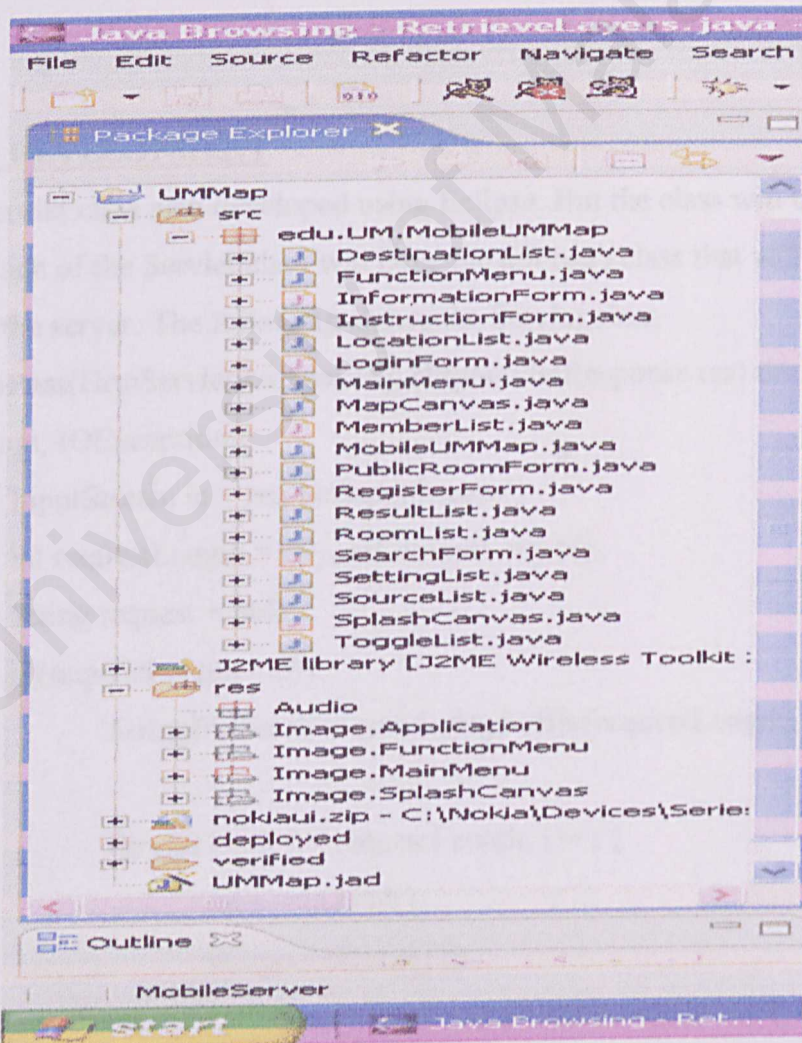 Java Browsing - RetrieveLayers.java -
File Edit Source Refactor Navigate Search
Package Explorer
UMMap
src
edu.UM.MobileUMMap
DestinationList.java
FunctionMenu.java
InformationForm.java
InstructionForm.java
LocationList.java
LoginForm.java
MainMenu.java
MapCanvas.java
MemberList.java
MobileUMMap.java
PublicRoomForm.java
RegisterForm.java
ResultList.java
RoomList.java
SearchForm.java
SettingList.java
SourceList.java
SplashCanvas.java
ToggleList.java
J2ME library [J2ME Wireless Toolkit
res
Audio
Image.Application
Image.FunctionMenu
Image.MainMenu
Image.SplashCanvas
nokiaui.zip - C:\Nokia\Devices\Series
deployed
verified
UMMap.jad
Outline
MobileServer
start Java Browsing - Ret...
University of